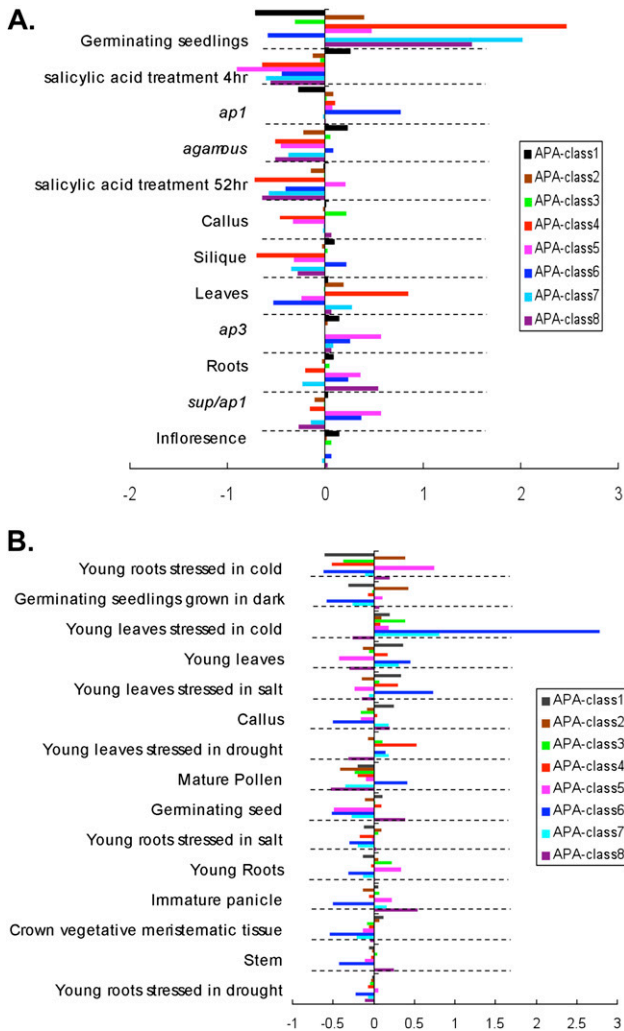 A.
Germinating seedlings
salicylic acid treatment 4hr
ap1
agamous
salicylic acid treatment 52hr
Callus
Silique
Leaves
ap3
Roots
sup/ap1
Infloresence
-2 -1 0 1 2 3
APA-class1
APA-class2
APA-class3
APA-class4
APA-class5
APA-class6
APA-class7
APA-class8
B.
Young roots stressed in cold
Germinating seedlings grown in dark
Young leaves stressed in cold
Young leaves
Young leaves stressed in salt
Callus
Young leaves stressed in drought
Mature Pollen
Germinating seed
Young roots stressed in salt
Young Roots
Immature panicle
Crown vegetative meristematic tissue
Stem
Young roots stressed in drought
-1 -0.5 0 0.5 1 1.5 2 2.5 3
APA-class1
APA-class2
APA-class3
APA-class4
APA-class5
APA-class6
APA-class7
APA-class8